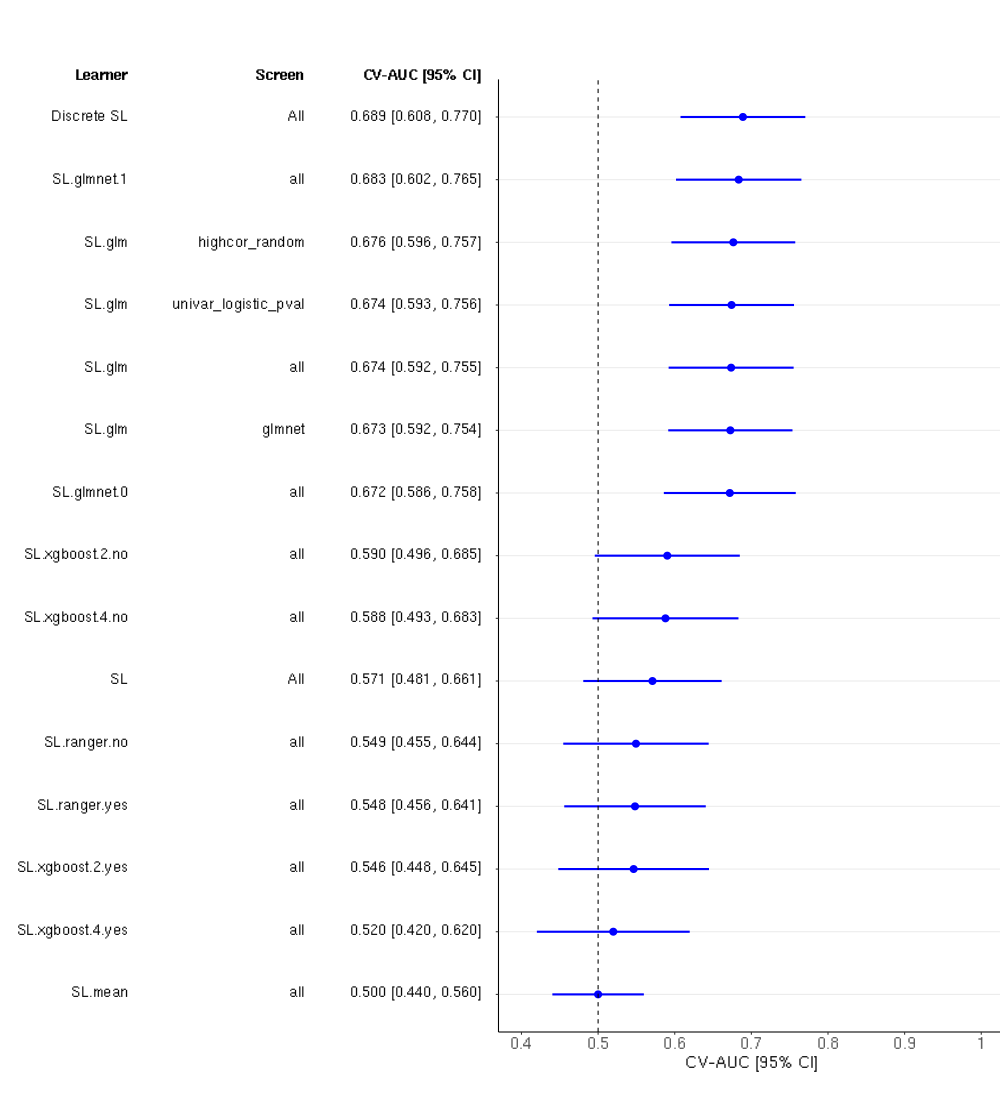 Learner Screen CV-AUC [95% CI]
Discrete SL All 0.689 [0.608, 0.770]
SL.glmnet.1 all 0.683 [0.602, 0.765]
SL.glm highcor_random 0.676 [0.596, 0.757]
SL.glm univar_logistic_pval 0.674 [0.593, 0.756]
SL.glm all 0.674 [0.592, 0.755]
SL.glm glmnet 0.673 [0.592, 0.754]
SL.glmnet.0 all 0.672 [0.586, 0.758]
SL.xgboost.2.no all 0.590 [0.496, 0.685]
SL.xgboost.4.no all 0.588 [0.493, 0.683]
SL All 0.571 [0.481, 0.661]
SL.ranger.no all 0.549 [0.455, 0.644]
SL.ranger.yes all 0.548 [0.456, 0.641]
SL.xgboost.2.yes all 0.546 [0.448, 0.645]
SL.xgboost.4.yes all 0.520 [0.420, 0.620]
SL.mean all 0.500 [0.440, 0.560]
0.4 0.5 0.6 0.7 0.8 0.9 1
CV-AUC [95% CI]